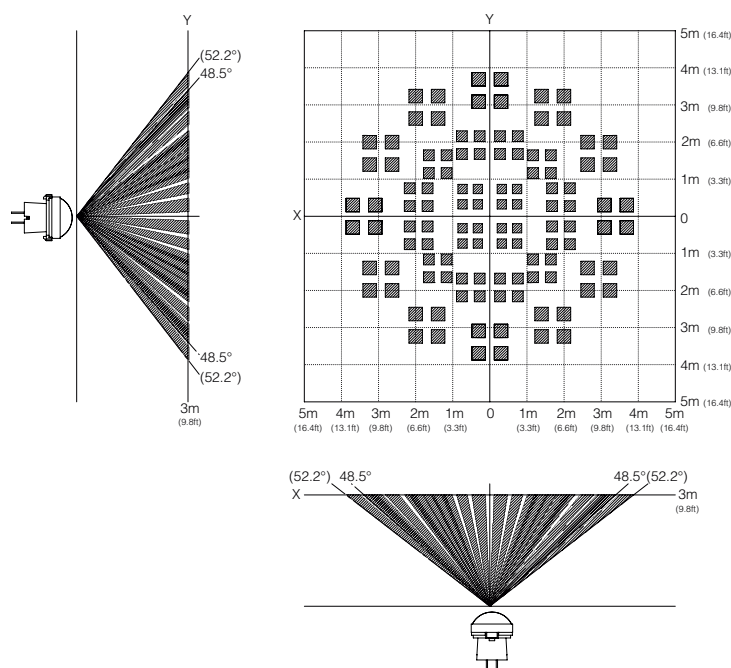 Y
(52.2°)
48.5°
48.5°
(52.2°)
3m
(9.8ft)
Y
X
5m (16.4ft)
4m (13.1ft)
3m (9.8ft)
2m (6.6ft)
1m (3.3ft)
0
1m (3.3ft)
2m (6.6ft)
3m (9.8ft)
4m (13.1ft)
5m (16.4ft)
5m 4m 3m 2m 1m 0 1m 2m 3m 4m 5m
(16.4ft) (13.1ft) (9.8ft) (6.6ft) (3.3ft) (3.3ft) (6.6ft) (9.8ft) (13.1ft) (16.4ft)
(52.2°) 48.5° 48.5° (52.2°)
X 3m
(9.8ft)